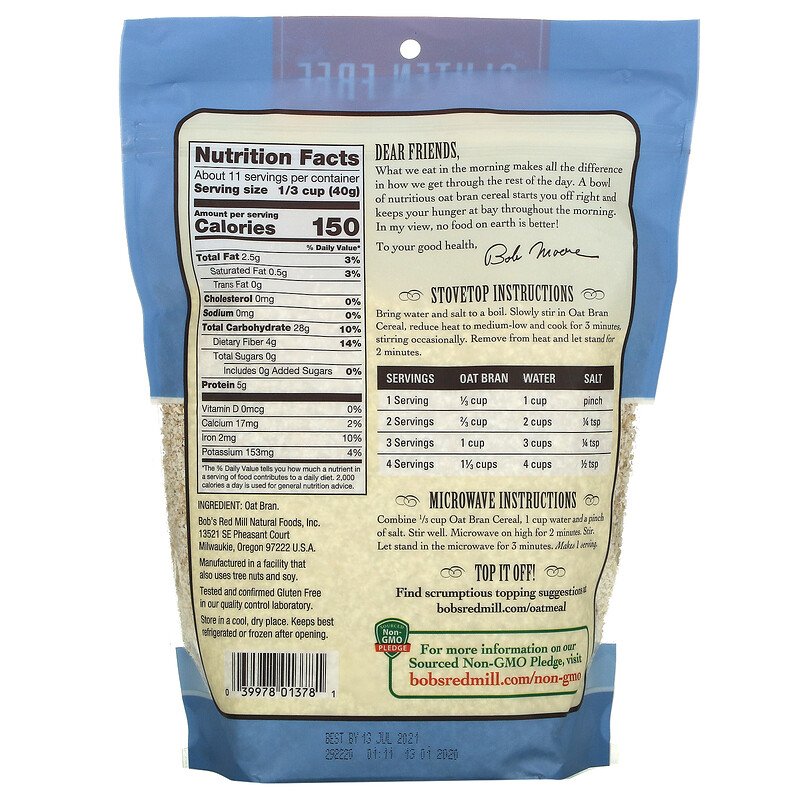 GLUTEN FREE
Nutrition Facts
About 11 servings per container
Serving size 1/3 cup (40g)
Amount per serving
Calories 150
% Daily Value*
Total Fat 2.5g 3%
Saturated Fat 0.5g 3%
Trans Fat 0g
Cholesterol 0mg 0%
Sodium 0mg 0%
Total Carbohydrate 28g 10%
Dietary Fiber 4g 14%
Total Sugars 0g
Includes 0g Added Sugars 0%
Protein 5g
Vitamin D 0mcg 0%
Calcium 17mg 2%
Iron 2mg 10%
Potassium 153mg 4%
*The % Daily Value tells you how much a nutrient in
a serving of food contributes to a daily diet. 2,000
calories a day is used for general nutrition advice.
INGREDIENT: Oat Bran.
Bob's Red Mill Natural Foods, Inc.
13521 SE Pheasant Court
Milwaukie, Oregon 97222 U.S.A.
Manufactured in a facility that
also uses tree nuts and soy.
Tested and confirmed Gluten Free
in our quality control laboratory.
Store in a cool, dry place. Keeps best
refrigerated or frozen after opening.
0 39978 01378 1
DEAR FRIENDS,
What we eat in the morning makes all the difference
in how we get through the rest of the day. A bowl
of nutritious oat bran cereal starts you off right and
keeps your hunger at bay throughout the morning.
In my view, no food on earth is better!
To your good health,
Bob Moore
STOVETOP INSTRUCTIONS
Bring water and salt to a boil. Slowly stir in Oat Bran
Cereal, reduce heat to medium-low and cook for 3 minutes,
stirring occasionally. Remove from heat and let stand for
2 minutes.
SERVINGS OAT BRAN WATER SALT
1 Serving ⅓ cup 1 cup pinch
2 Servings ⅔ cup 2 cups ¼ tsp
3 Servings 1 cup 3 cups ¼ tsp
4 Servings 1⅓ cups 4 cups ½ tsp
MICROWAVE INSTRUCTIONS
Combine ⅓ cup Oat Bran Cereal, 1 cup water and a pinch
of salt. Stir well. Microwave on high for 2 minutes. Stir.
Let stand in the microwave for 3 minutes. Makes 1 serving.
TOP IT OFF!
Find scrumptious topping suggestions at
bobsredmill.com/oatmeal
SOURCED
Non-
GMO
PLEDGE
For more information on our
Sourced Non-GMO Pledge, visit
bobsredmill.com/non-gmo
BEST BY 13 JUL 2021
292220 01:11 13 01 2020